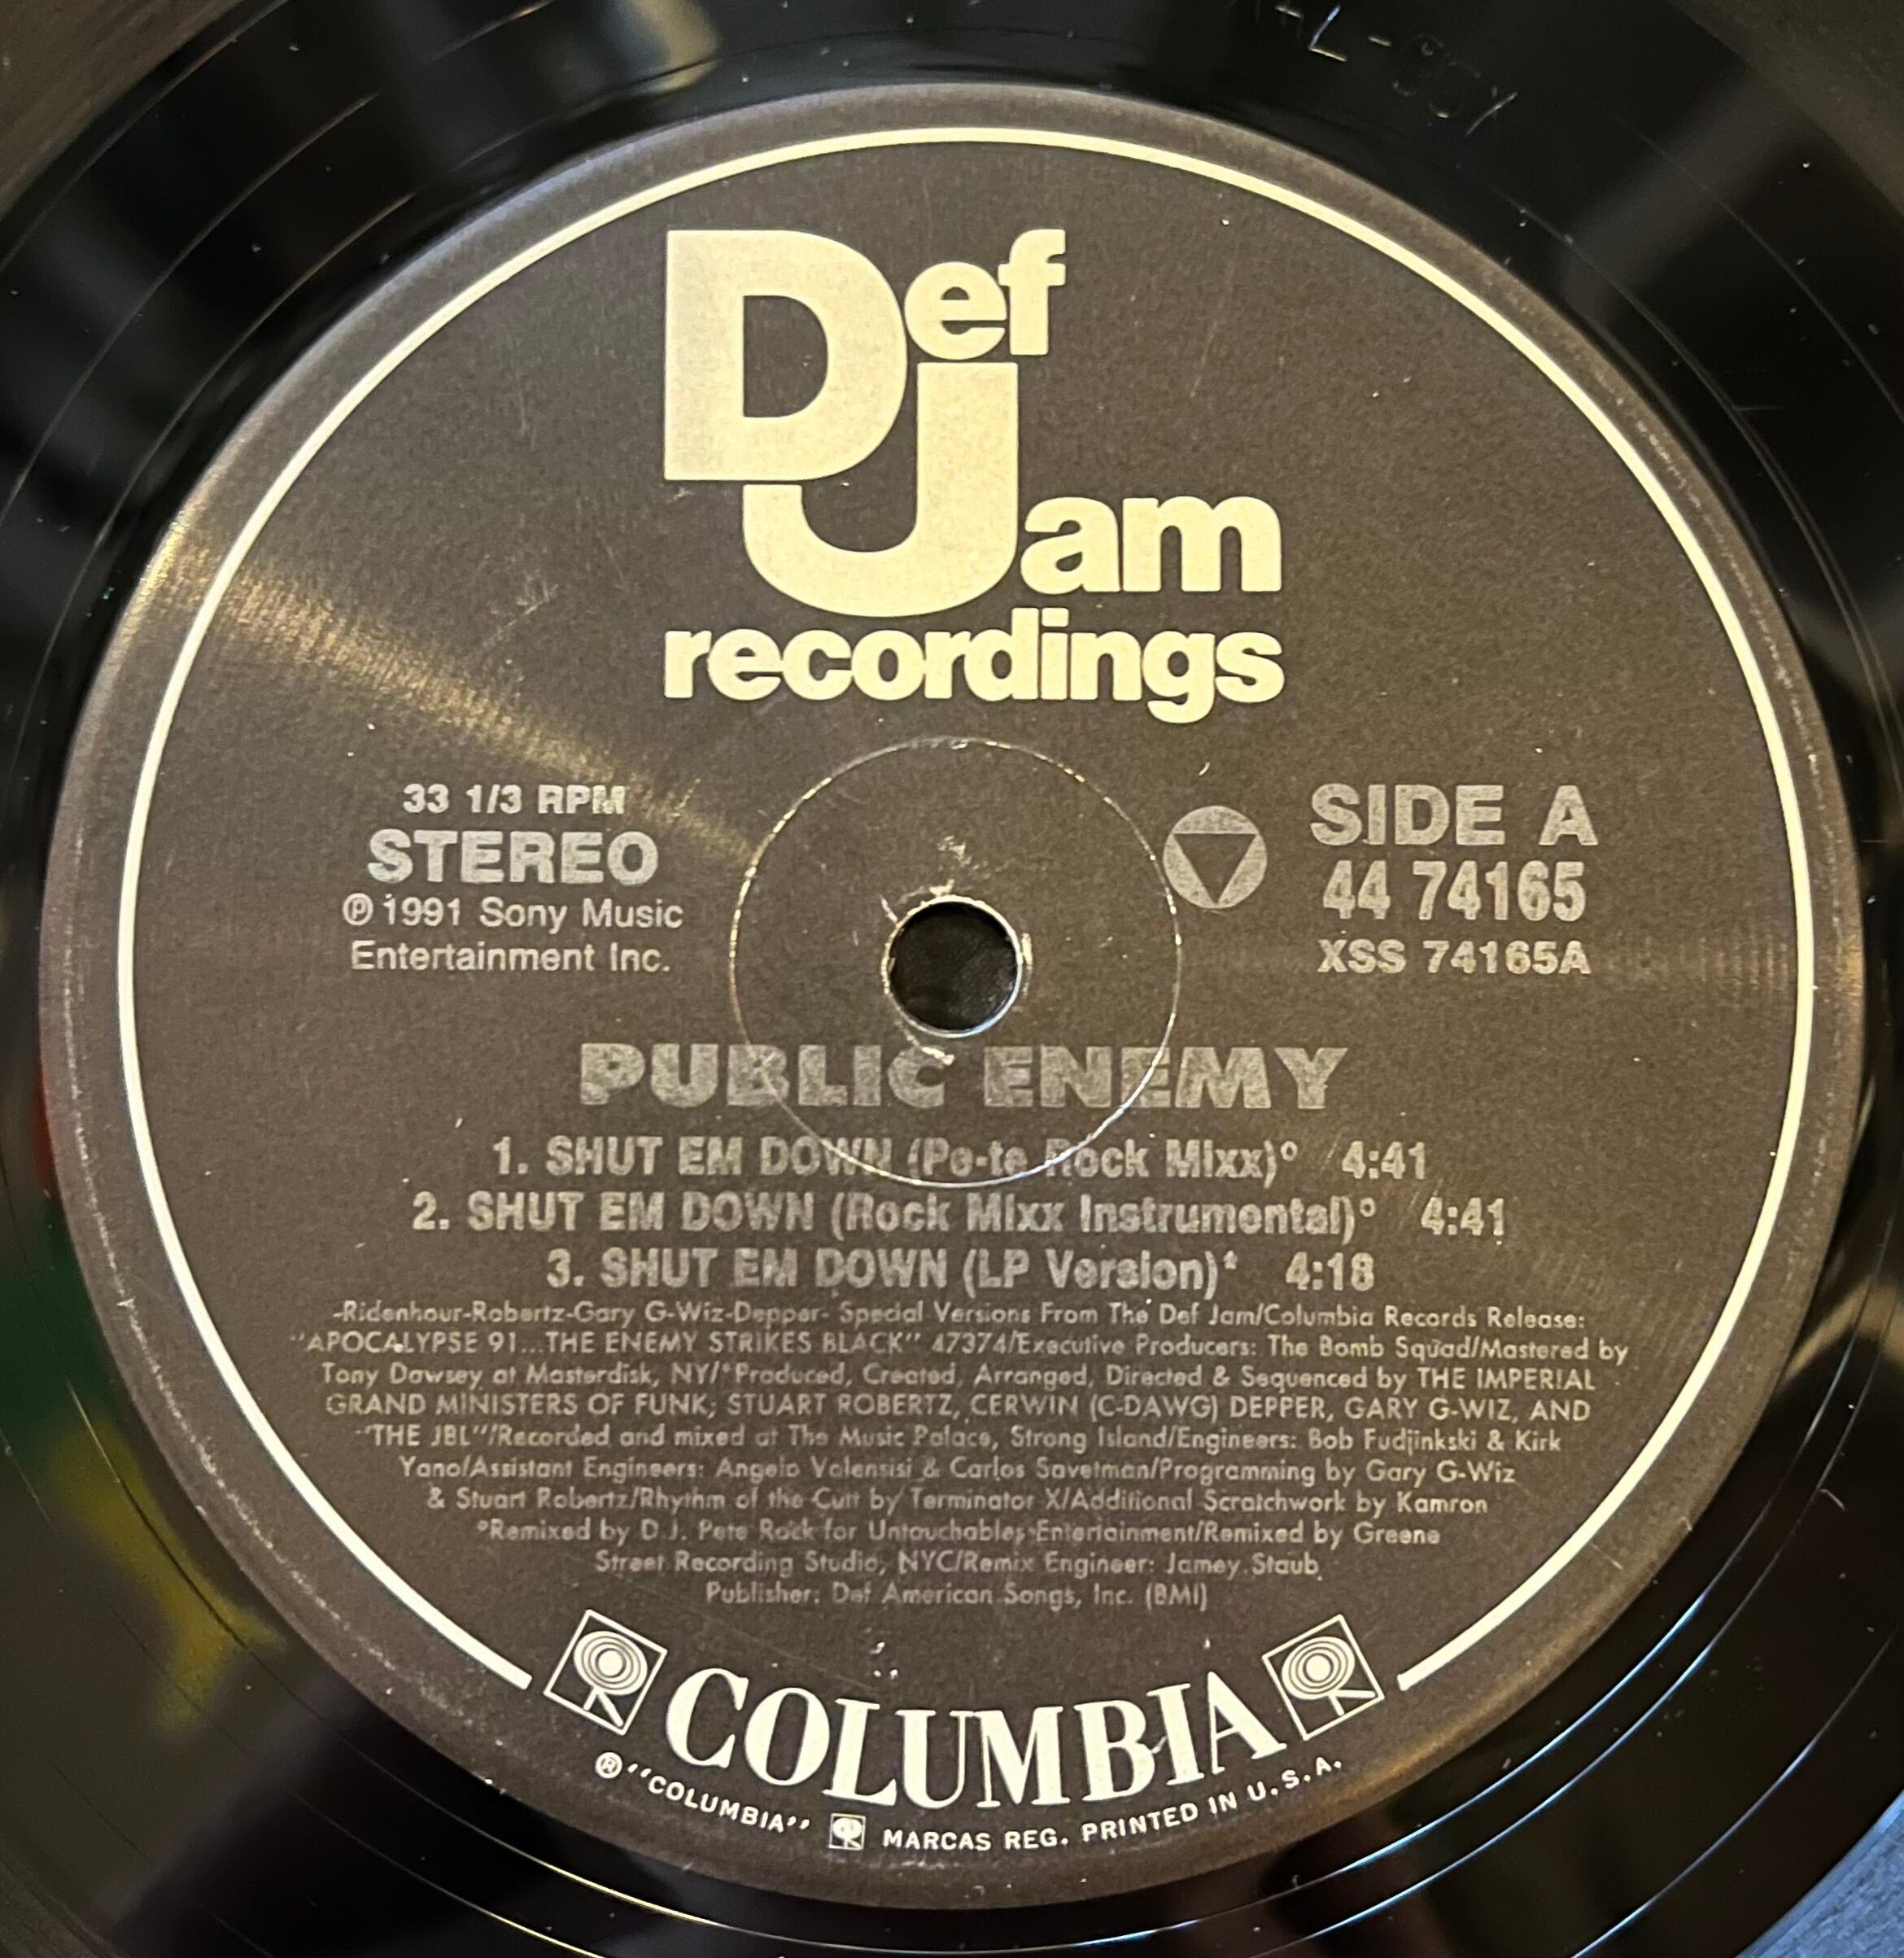 Def
Jam
recordings
33 1/3 RPM
STEREO
℗ 1991 Sony Music
Entertainment Inc.
SIDE A
44 74165
XSS 74165A
PUBLIC ENEMY
1. SHUT EM DOWN (Pe-te Rock Mixx)° 4:41
2. SHUT EM DOWN (Rock Mixx Instrumental)° 4:41
3. SHUT EM DOWN (LP Version)* 4:18
-Ridenhour-Robertz-Gary G-Wiz-Depper- Special Versions From The Def Jam/Columbia Records Release:
"APOCALYPSE 91...THE ENEMY STRIKES BLACK" 47374/Executive Producers: The Bomb Squad/Mastered by
Tony Dawsey at Masterdisk, NY/*Produced, Created, Arranged, Directed & Sequenced by THE IMPERIAL
GRAND MINISTERS OF FUNK; STUART ROBERTZ, CERWIN (C-DAWG) DEPPER, GARY G-WIZ, AND
"THE JBL"/Recorded and mixed at The Music Palace, Strong Island/Engineers: Bob Fudjinkski & Kirk
Yano/Assistant Engineers: Angelo Valensisi & Carlos Savetman/Programming by Gary G-Wiz
& Stuart Robertz/Rhythm of the Cutt by Terminator X/Additional Scratchwork by Kamron
°Remixed by D.J. Pete Rock for Untouchables Entertainment/Remixed by Greene
Street Recording Studio, NYC/Remix Engineer: Jamey Staub
Publisher: Def American Songs, Inc. (BMI)
COLUMBIA
® "COLUMBIA" MARCAS REG. PRINTED IN U.S.A.